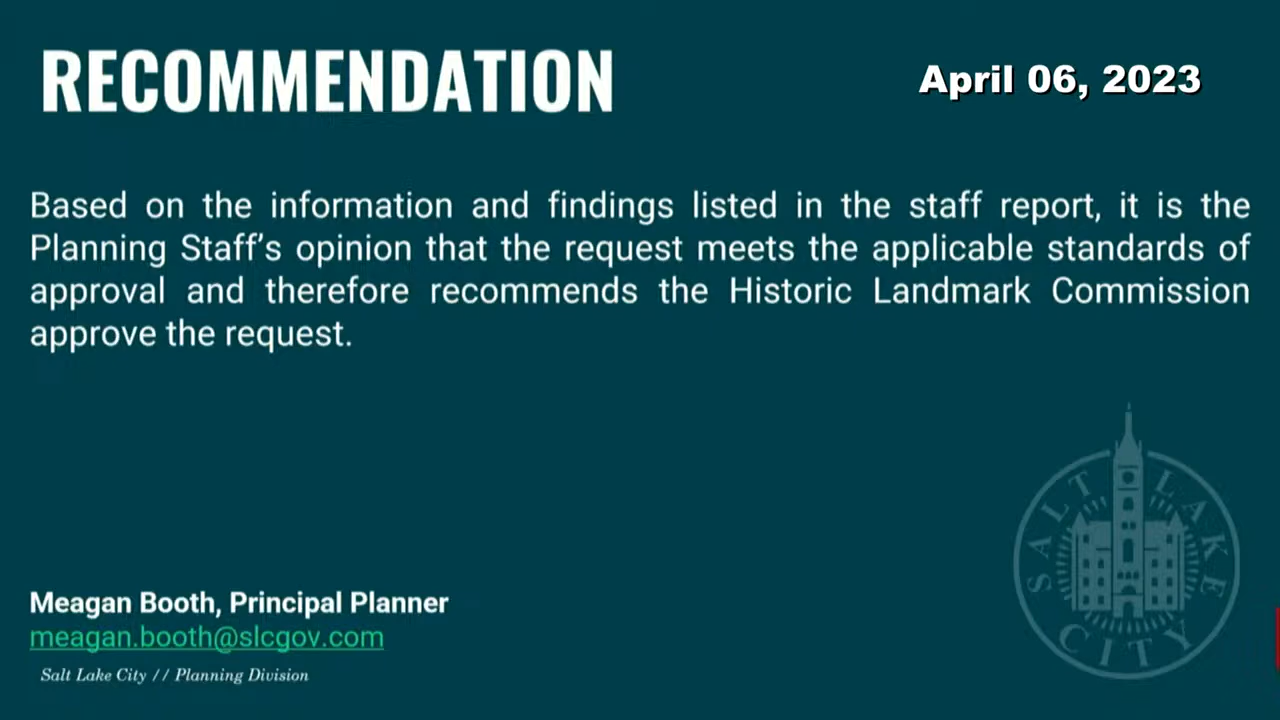 RECOMMENDATION
April 06, 2023
Based on the information and findings listed in the staff report, it is the
Planning Staff's opinion that the request meets the applicable standards of
approval and therefore recommends the Historic Landmark Commission
approve the request.
SALT LAKE
CITY
Meagan Booth, Principal Planner
meagan.booth@slcgov.com
Salt Lake City // Planning Division